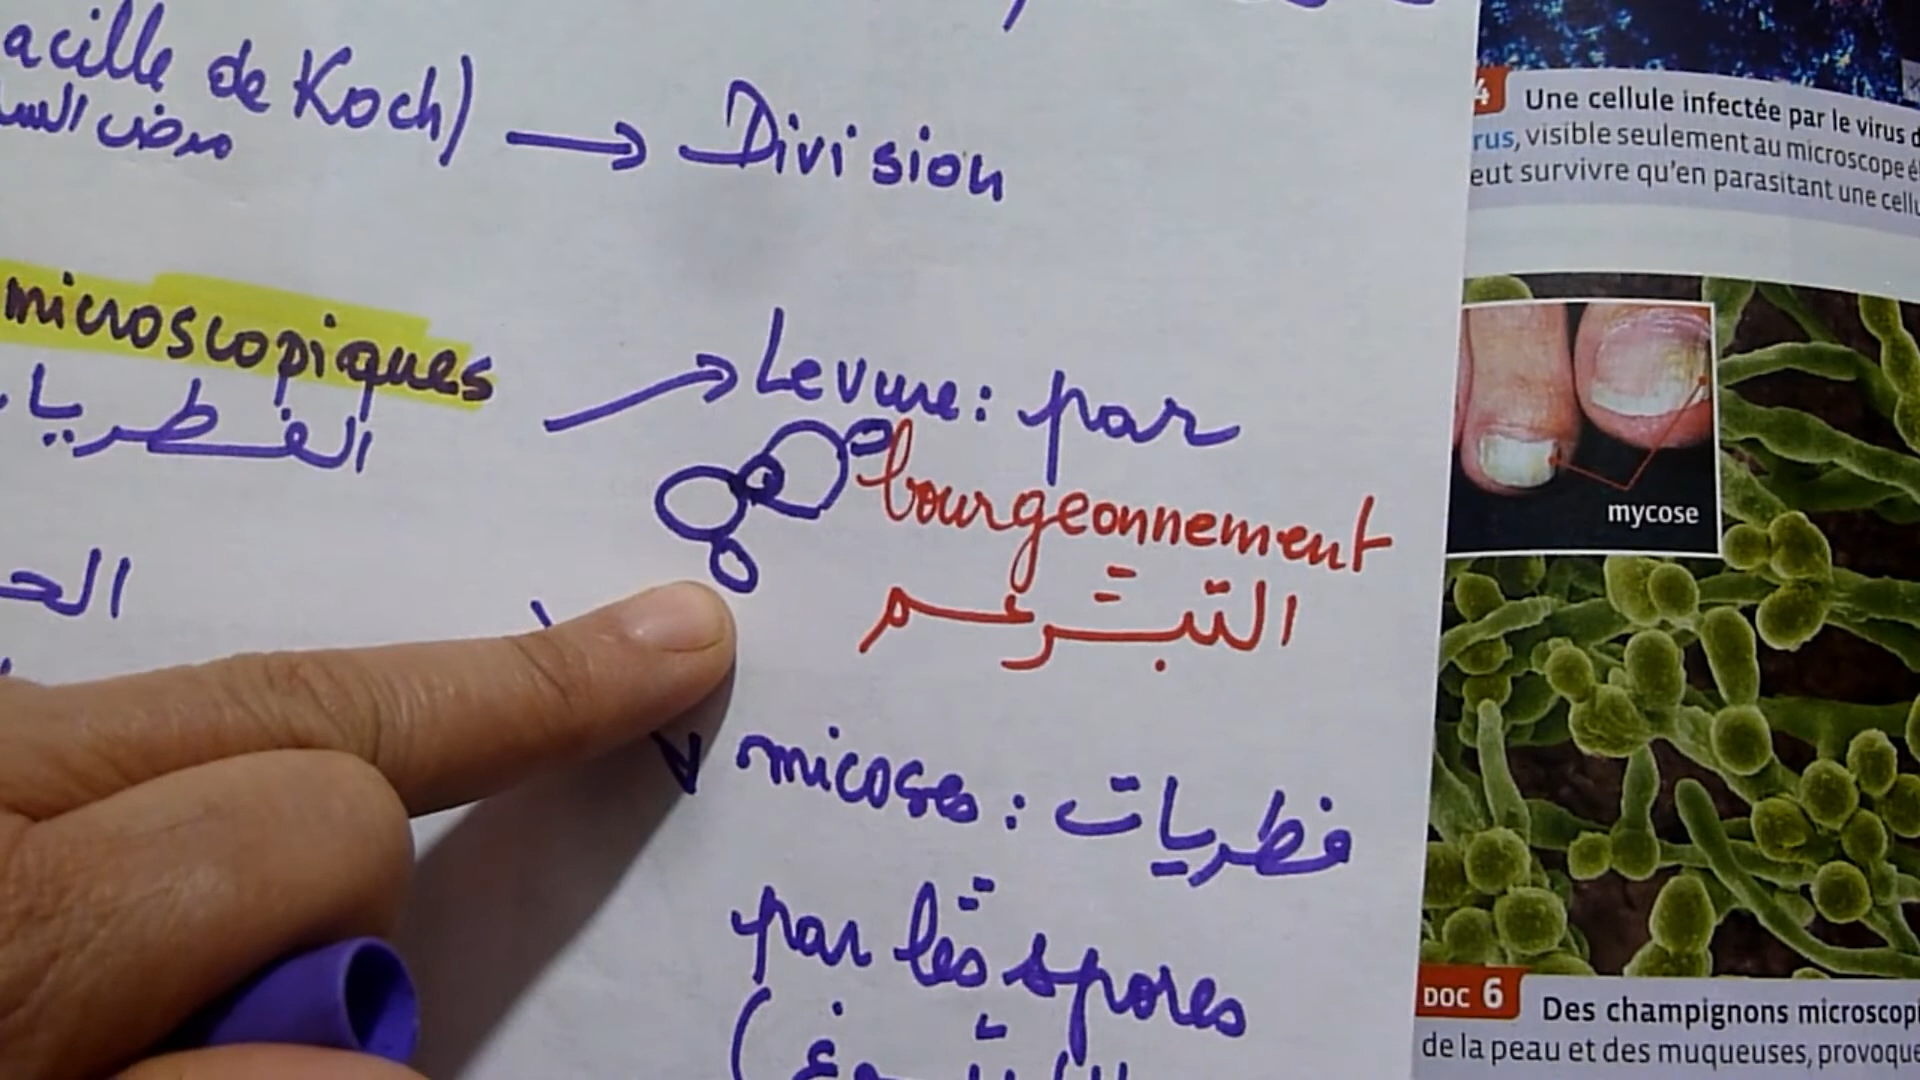 acille de Koch) → Division
مرض الس
microscopiques → Levure : par
الفطريا
bourgeonnement
التبرعم
micoses : فطريات
par les spores
4 Une cellule infectée par le virus d
rus, visible seulement au microscope é
eut survivre qu'en parasitant une cellu
mycose
DOC 6 Des champignons microscopi
de la peau et des muqueuses, provoque